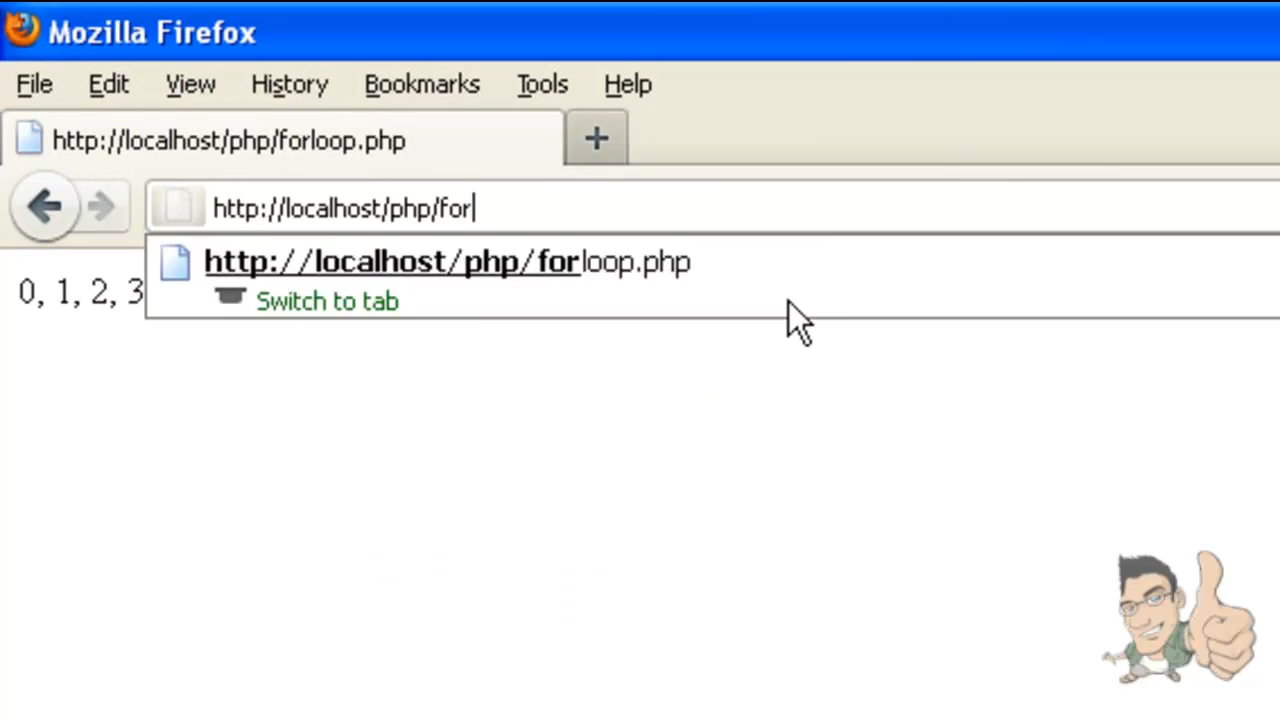 Mozilla Firefox
File Edit View History Bookmarks Tools Help
http://localhost/php/forloop.php +
http://localhost/php/for
http://localhost/php/forloop.php
Switch to tab
0, 1, 2, 3